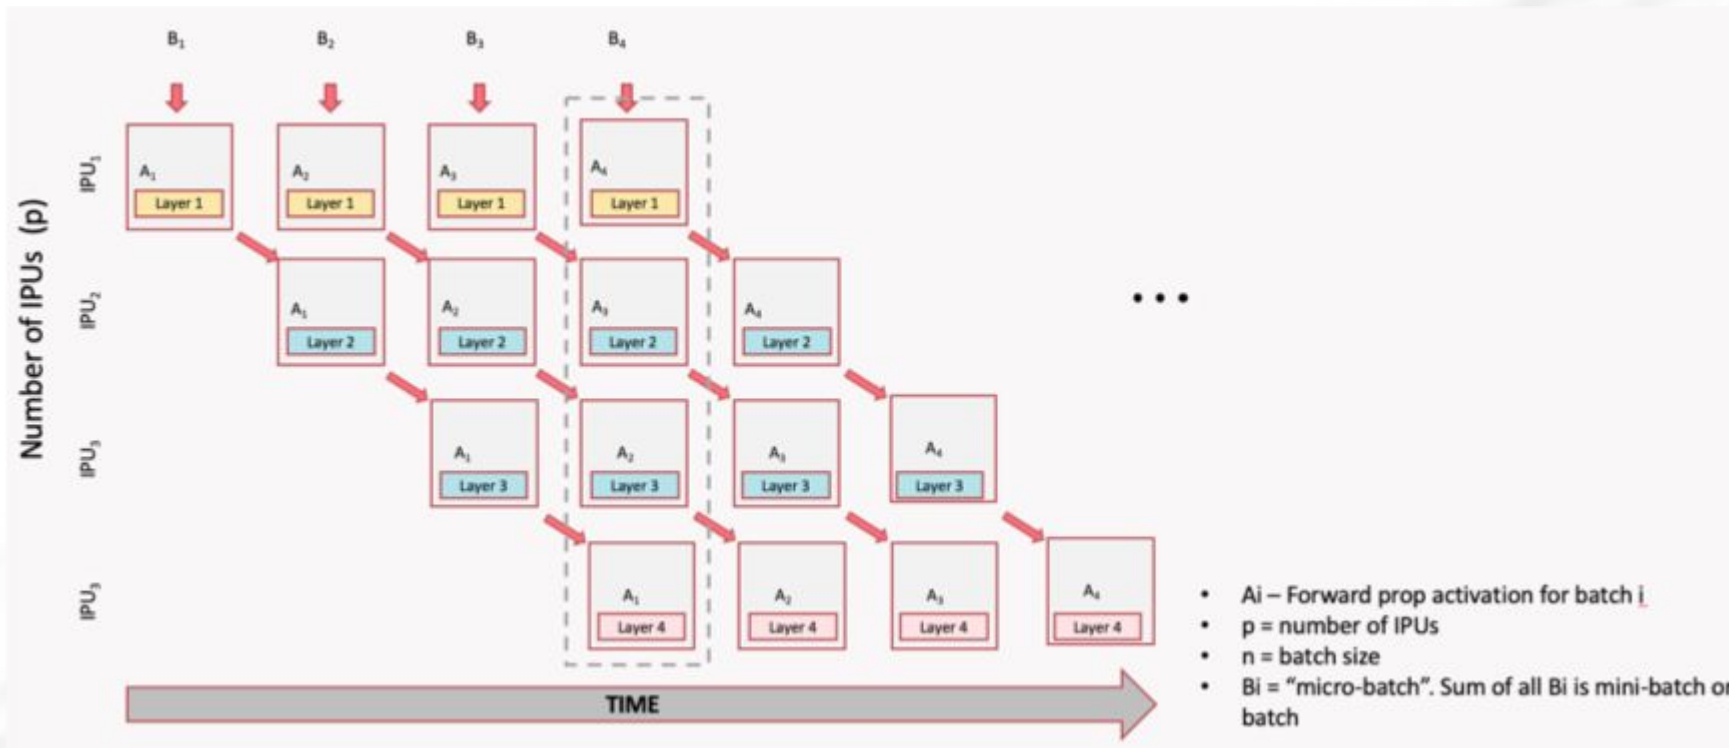 B₁ B₂ B₃ B₄
Number of IPUs (p)
IPU₁
A₁ A₂ A₃ A₄
Layer 1 Layer 1 Layer 1 Layer 1
IPU₂
A₁ A₂ A₃ A₄
Layer 2 Layer 2 Layer 2 Layer 2
...
IPU₃
A₁ A₂ A₃ A₄
Layer 3 Layer 3 Layer 3 Layer 3
IPU₃
A₁ A₂ A₃ A₄
Layer 4 Layer 4 Layer 4 Layer 4
TIME
• Ai – Forward prop activation for batch i
• p = number of IPUs
• n = batch size
• Bi = “micro-batch”. Sum of all Bi is mini-batch or
batch